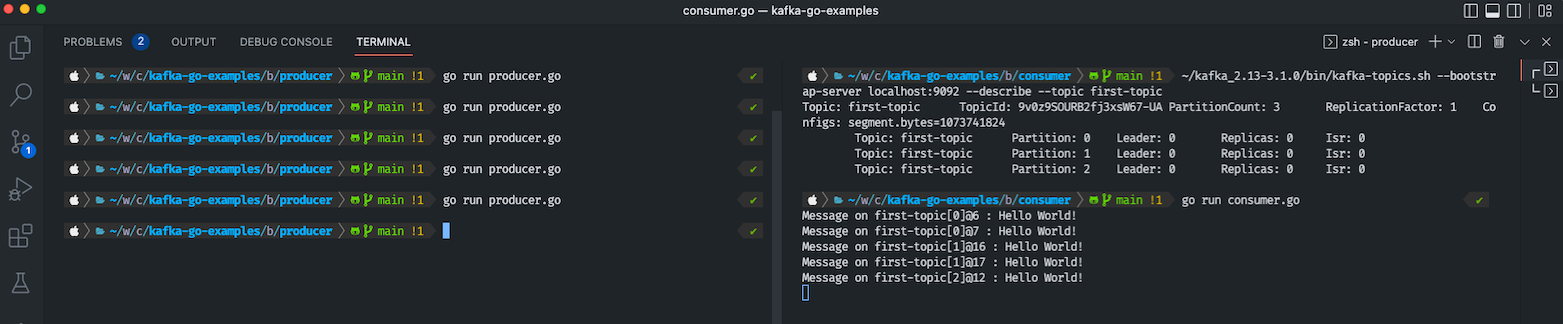 consumer.go — kafka-go-examples
PROBLEMS 2 OUTPUT DEBUG CONSOLE TERMINAL
zsh - producer
~/w/c/kafka-go-examples/b/producer main !1 go run producer.go ✔
~/w/c/kafka-go-examples/b/producer main !1 go run producer.go ✔
~/w/c/kafka-go-examples/b/producer main !1 go run producer.go ✔
~/w/c/kafka-go-examples/b/producer main !1 go run producer.go ✔
~/w/c/kafka-go-examples/b/producer main !1 go run producer.go ✔
~/w/c/kafka-go-examples/b/producer main !1 ✔
~/w/c/kafka-go-examples/b/consumer main !1 ~/kafka_2.13-3.1.0/bin/kafka-topics.sh --bootstr
ap-server localhost:9092 --describe --topic first-topic
Topic: first-topic TopicId: 9v0z9SOURB2fj3xsW67-UA PartitionCount: 3 ReplicationFactor: 1 Co
nfigs: segment.bytes=1073741824
Topic: first-topic Partition: 0 Leader: 0 Replicas: 0 Isr: 0
Topic: first-topic Partition: 1 Leader: 0 Replicas: 0 Isr: 0
Topic: first-topic Partition: 2 Leader: 0 Replicas: 0 Isr: 0
~/w/c/kafka-go-examples/b/consumer main !1 go run consumer.go ✔
Message on first-topic[0]@6 : Hello World!
Message on first-topic[0]@7 : Hello World!
Message on first-topic[1]@16 : Hello World!
Message on first-topic[1]@17 : Hello World!
Message on first-topic[2]@12 : Hello World!
1